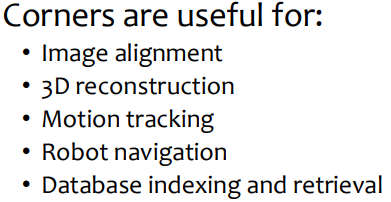 Corners are useful for:
• Image alignment
• 3D reconstruction
• Motion tracking
• Robot navigation
• Database indexing and retrieval